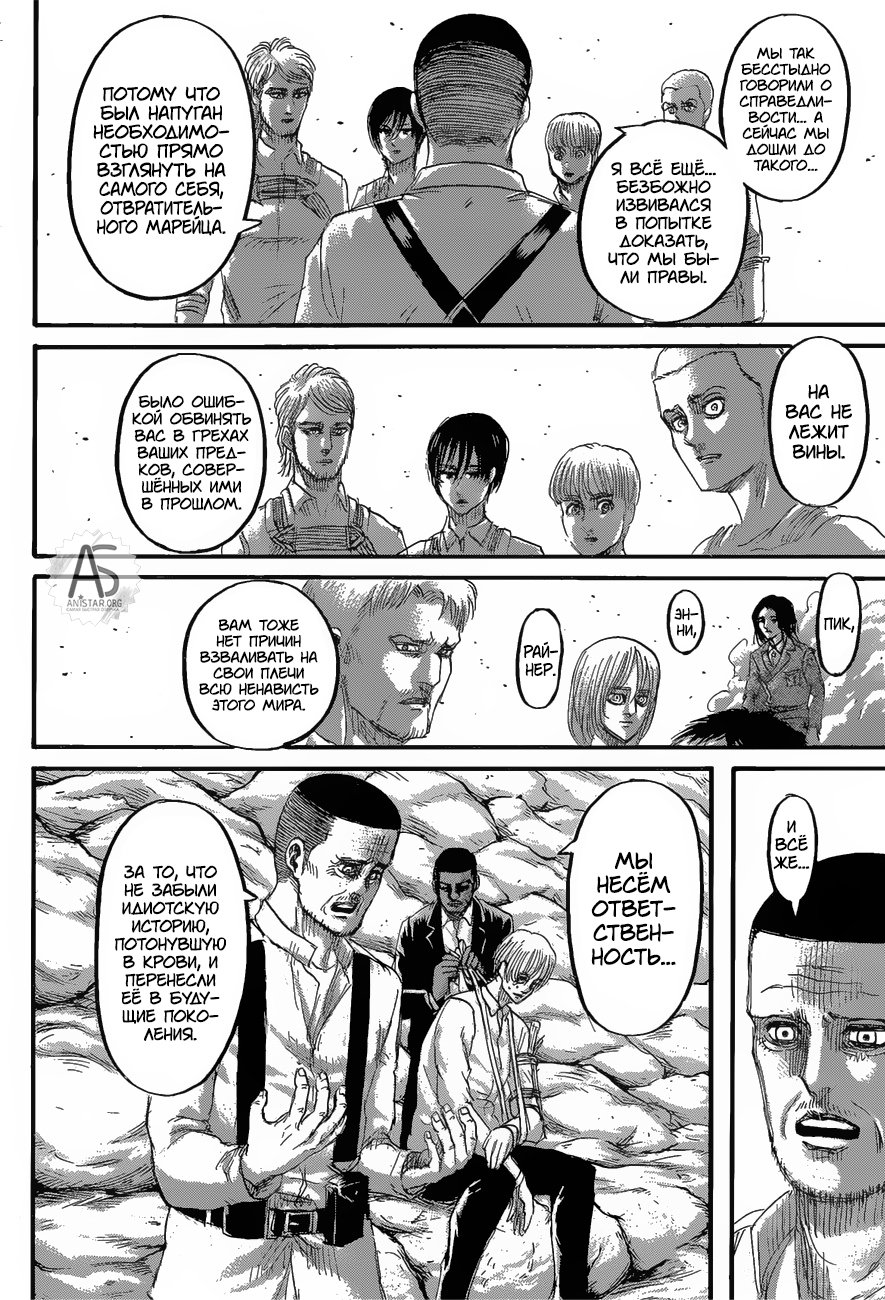 МЫ ТАК
БЕССТЫДНО
ГОВОРИЛИ О
СПРАВЕДЛИ-
ВОСТИ... А
СЕЙЧАС МЫ
ДОШЛИ ДО
ТАКОГО...
Я ВСЁ ЕЩЁ...
БЕЗБОЖНО
ИЗВИВАЛСЯ
В ПОПЫТКЕ
ДОКАЗАТЬ,
ЧТО МЫ БЫ-
ЛИ ПРАВЫ.
ПОТОМУ ЧТО
БЫЛ НАПУГАН
НЕОБХОДИМО-
СТЬЮ ПРЯМО
ВЗГЛЯНУТЬ НА
САМОГО СЕБЯ,
ОТВРАТИТЕЛЬ-
НОГО МАРЕЙЦА.
НА
ВАС НЕ
ЛЕЖИТ
ВИНЫ.
БЫЛО ОШИБ-
КОЙ ОБВИНЯТЬ
ВАС В ГРЕХАХ
ВАШИХ ПРЕД-
КОВ, СОВЕР-
ШЁННЫХ ИМИ
В ПРОШЛОМ.
AS
ANISTAR.ORG
ПИК,
ЭН-
НИ,
РАЙ-
НЕР.
ВАМ ТОЖЕ
НЕТ ПРИЧИН
ВЗВАЛИВАТЬ НА
СВОИ ПЛЕЧИ
ВСЮ НЕНАВИСТЬ
ЭТОГО МИРА.
И
ВСЁ
ЖЕ...
МЫ
НЕСЁМ
ОТВЕТ-
СТВЕН-
НОСТЬ...
ЗА ТО, ЧТО
НЕ ЗАБЫЛИ
ИДИОТСКУЮ
ИСТОРИЮ,
ПОТОНУВШУЮ
В КРОВИ, И
ПЕРЕНЕСЛИ
ЕЁ В БУДУ-
ЩИЕ ПОКО-
ЛЕНИЯ.